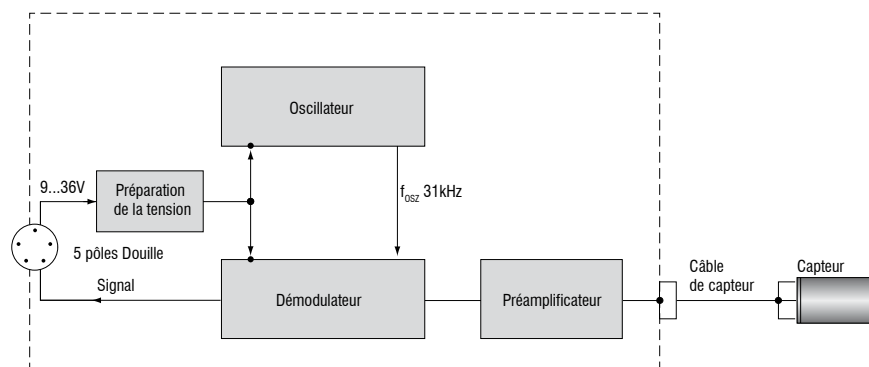 Oscillateur
9...36V
Préparation
de la tension
fosz 31kHz
5 pôles Douille
Câble
de capteur
Capteur
Signal
Démodulateur
Préamplificateur